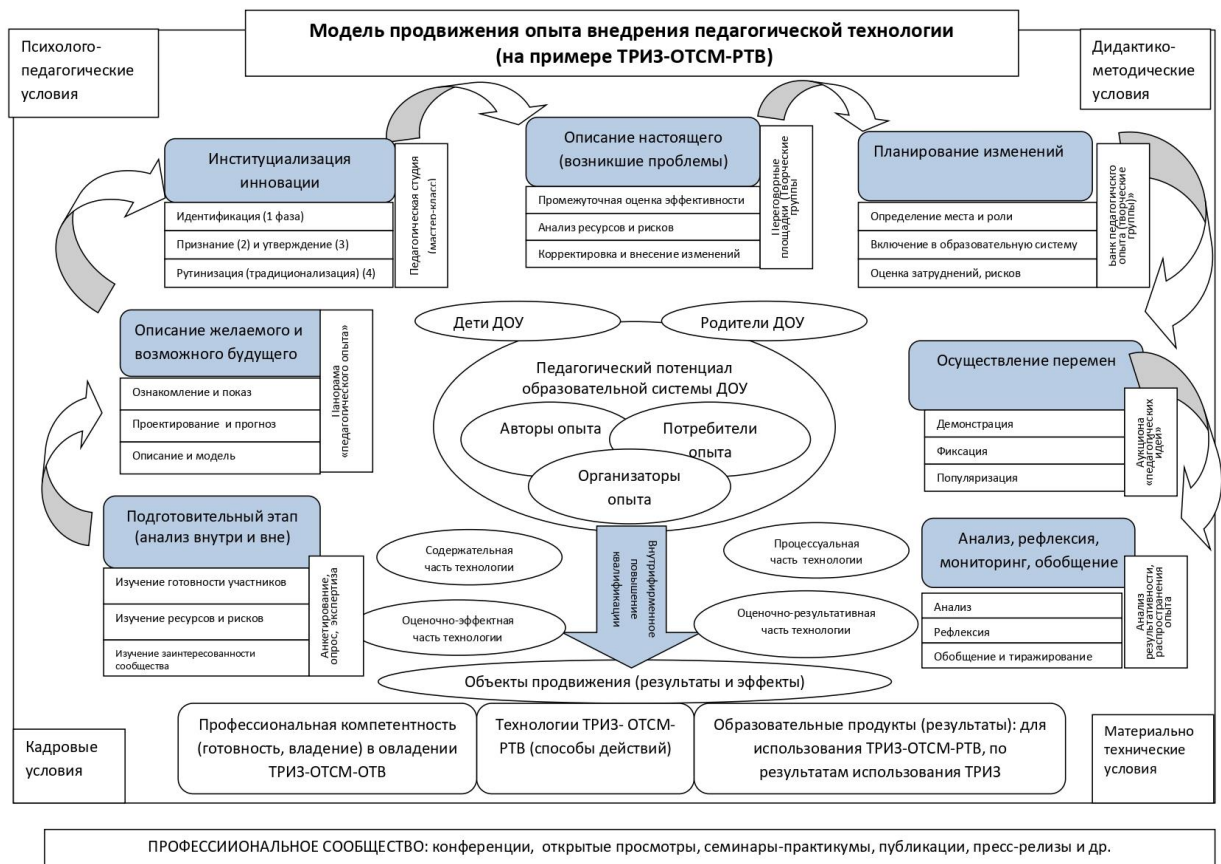 Модель продвижения опыта внедрения педагогической технологии
(на примере ТРИЗ-ОТСМ-РТВ)
Психолого-
педагогические
условия
Дидактико-
методические
условия
Институциализация
инновации
Идентификация (1 фаза)
Признание (2) и утверждение (3)
Рутинизация (традиционализация) (4)
Педагогическая студия
(мастер-класс)
Описание настоящего
(возникшие проблемы)
Промежуточная оценка эффективности
Анализ ресурсов и рисков
Корректировка и внесение изменений
Переговорные
площадки (Творческие
группы
Планирование изменений
Определение места и роли
Включение в образовательную систему
Оценка затруднений, рисков
Банк педагогичского
опыта (творческие
группы)»
Описание желаемого и
возможного будущего
Ознакомление и показ
Проектирование и прогноз
Описание и модель
Панорама
«педагогического опыта»
Дети ДОУ
Родители ДОУ
Педагогический потенциал
образовательной системы ДОУ
Авторы опыта
Потребители
опыта
Организаторы
опыта
Осуществление перемен
Демонстрация
Фиксация
Популяризация
Аукциона
«педагогических
идей»
Подготовительный этап
(анализ внутри и вне)
Изучение готовности участников
Изучение ресурсов и рисков
Изучение заинтересованности
сообщества
Анкетирование,
опрос, экспертиза
Содержательная
часть технологии
Оценочно-эффектная
часть технологии
Внутрифирменное
повышение
квалификации
Процессуальная
часть технологии
Оценочно-результативная
часть технологии
Анализ, рефлексия,
мониторинг, обобщение
Анализ
Рефлексия
Обобщение и тиражирование
Анализ
результативности,
распространения
опыта
Объекты продвижения (результаты и эффекты)
Кадровые
условия
Профессиональная компетентность
(готовность, владение) в овладении
ТРИЗ-ОТСМ-ОТВ
Технологии ТРИЗ- ОТСМ-
РТВ (способы действий)
Образовательные продукты (результаты): для
использования ТРИЗ-ОТСМ-РТВ, по
результатам использования ТРИЗ
Материально
технические
условия
ПРОФЕССИИОНАЛЬНОЕ СООБЩЕСТВО: конференции, открытые просмотры, семинары-практикумы, публикации, пресс-релизы и др.